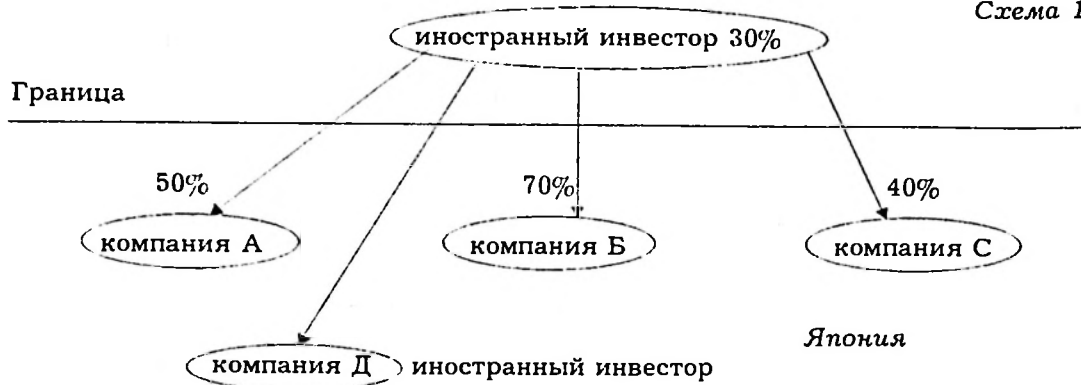 Схема 1
иностранный инвестор 30%
Граница
50%
70%
40%
компания А
компания Б
компания С
Япония
компания Д иностранный инвестор